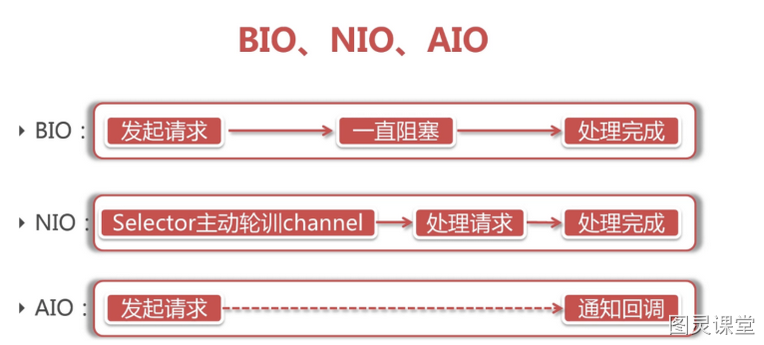 BIO、NIO、AIO
BIO： 发起请求 一直阻塞 处理完成
NIO： Selector主动轮训channel 处理请求 处理完成
AIO： 发起请求 通知回调
图灵课堂